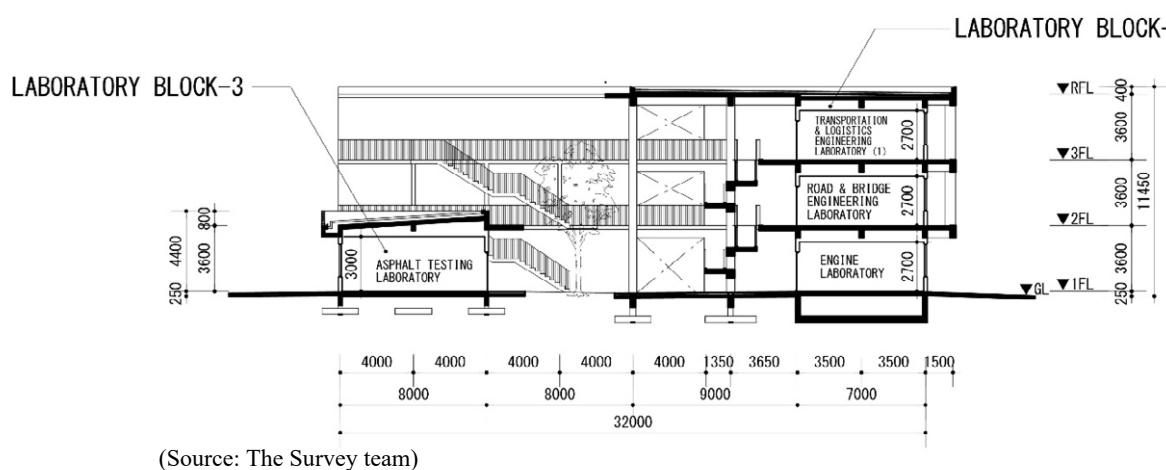 LABORATORY BLOCK-
LABORATORY BLOCK-3
RFL
400
TRANSPORTATION
& LOGISTICS
ENGINEERING
LABORATORY (1)
2700
3600
3FL
11450
ROAD & BRIDGE
ENGINEERING
LABORATORY
2700
3600
2FL
800
4400
3600
3000
ASPHALT TESTING
LABORATORY
ENGINE
LABORATORY
2700
3600
250
GL
1FL
250
4000 4000 4000 4000 4000 1350 3650 3500 3500 1500
8000 8000 9000 7000
32000
(Source: The Survey team)